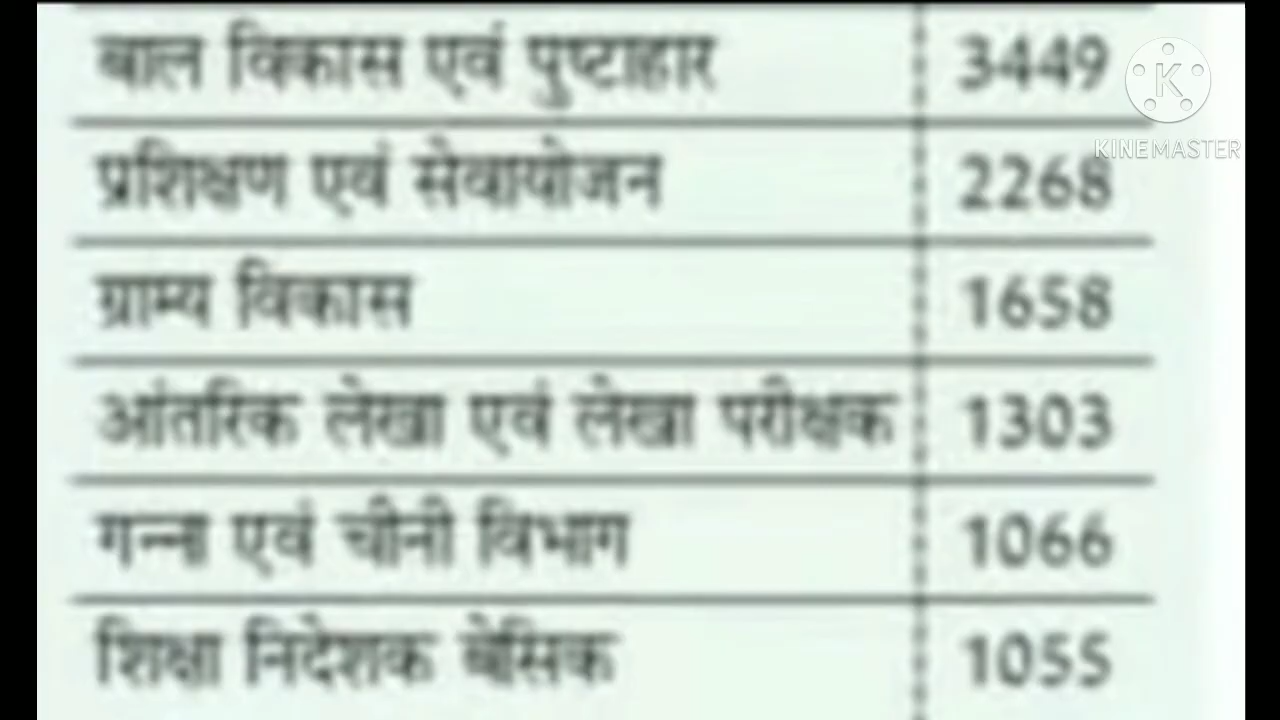 बाल विकास एवं पुष्टाहार 3449
प्रशिक्षण एवं सेवायोजन 2268
ग्राम्य विकास 1658
आंतरिक लेखा एवं लेखा परीक्षक 1303
गन्ना एवं चीनी विभाग 1066
शिक्षा निदेशक बेसिक 1055
K
KINEMASTER